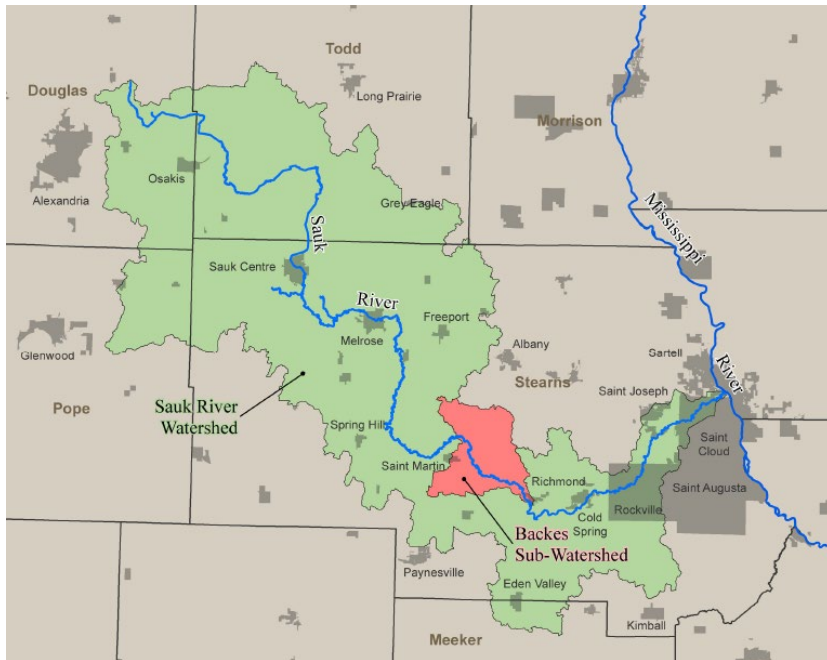 Todd
Douglas
Long Prairie
Morrison
Osakis
Alexandria
Grey Eagle
Sauk
Mississippi
Sauk Centre
River
Freeport
Melrose
Albany
Glenwood
Sartell
River
Stearns
Saint Joseph
Pope
Sauk River
Watershed
Spring Hill
Saint
Cloud
Saint Martin
Richmond
Saint Augusta
Rockville
Cold
Spring
Backes
Sub-Watershed
Paynesville
Eden Valley
Kimball
Meeker